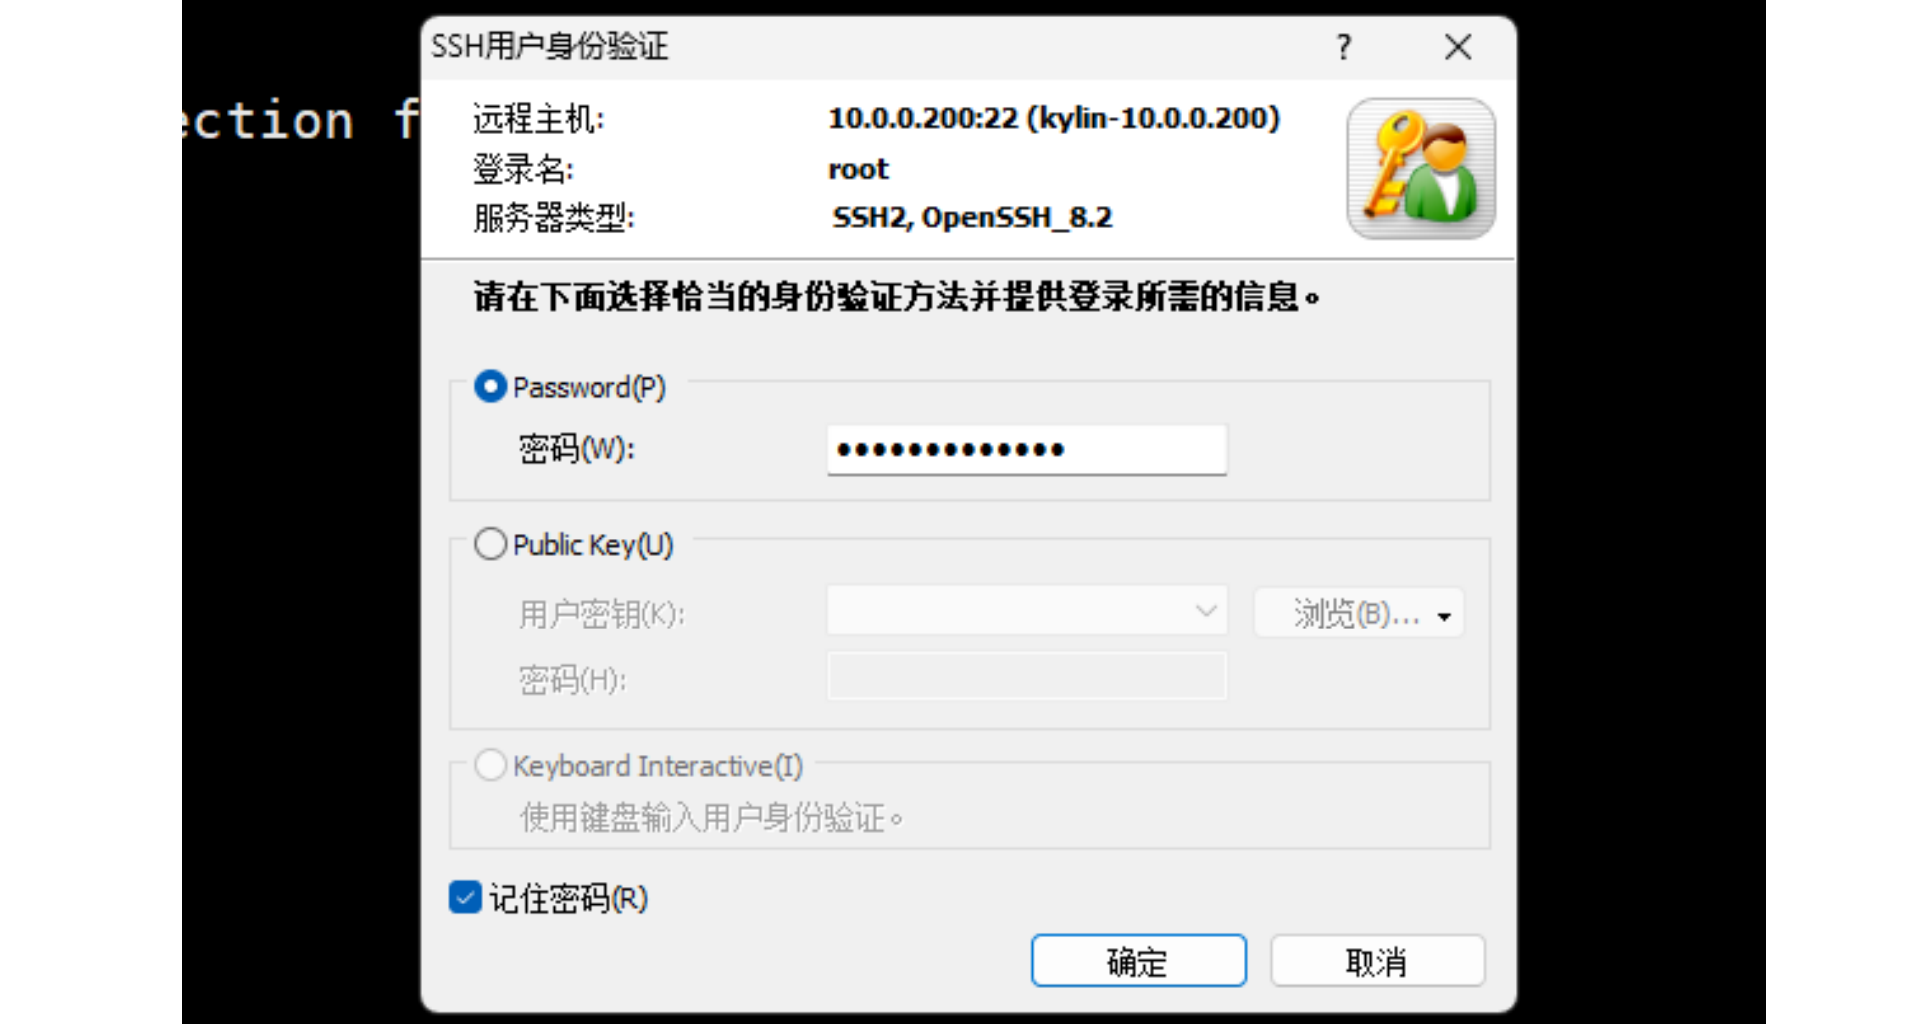 SSH用户身份验证 ?
ection f
远程主机: 10.0.0.200:22 (kylin-10.0.0.200)
登录名: root
服务器类型: SSH2, OpenSSH_8.2
请在下面选择恰当的身份验证方法并提供登录所需的信息。
Password(P)
密码(W): •••••••••••••
Public Key(U)
用户密钥(K): 浏览(B)...
密码(H):
Keyboard Interactive(I)
使用键盘输入用户身份验证。
记住密码(R)
确定 取消